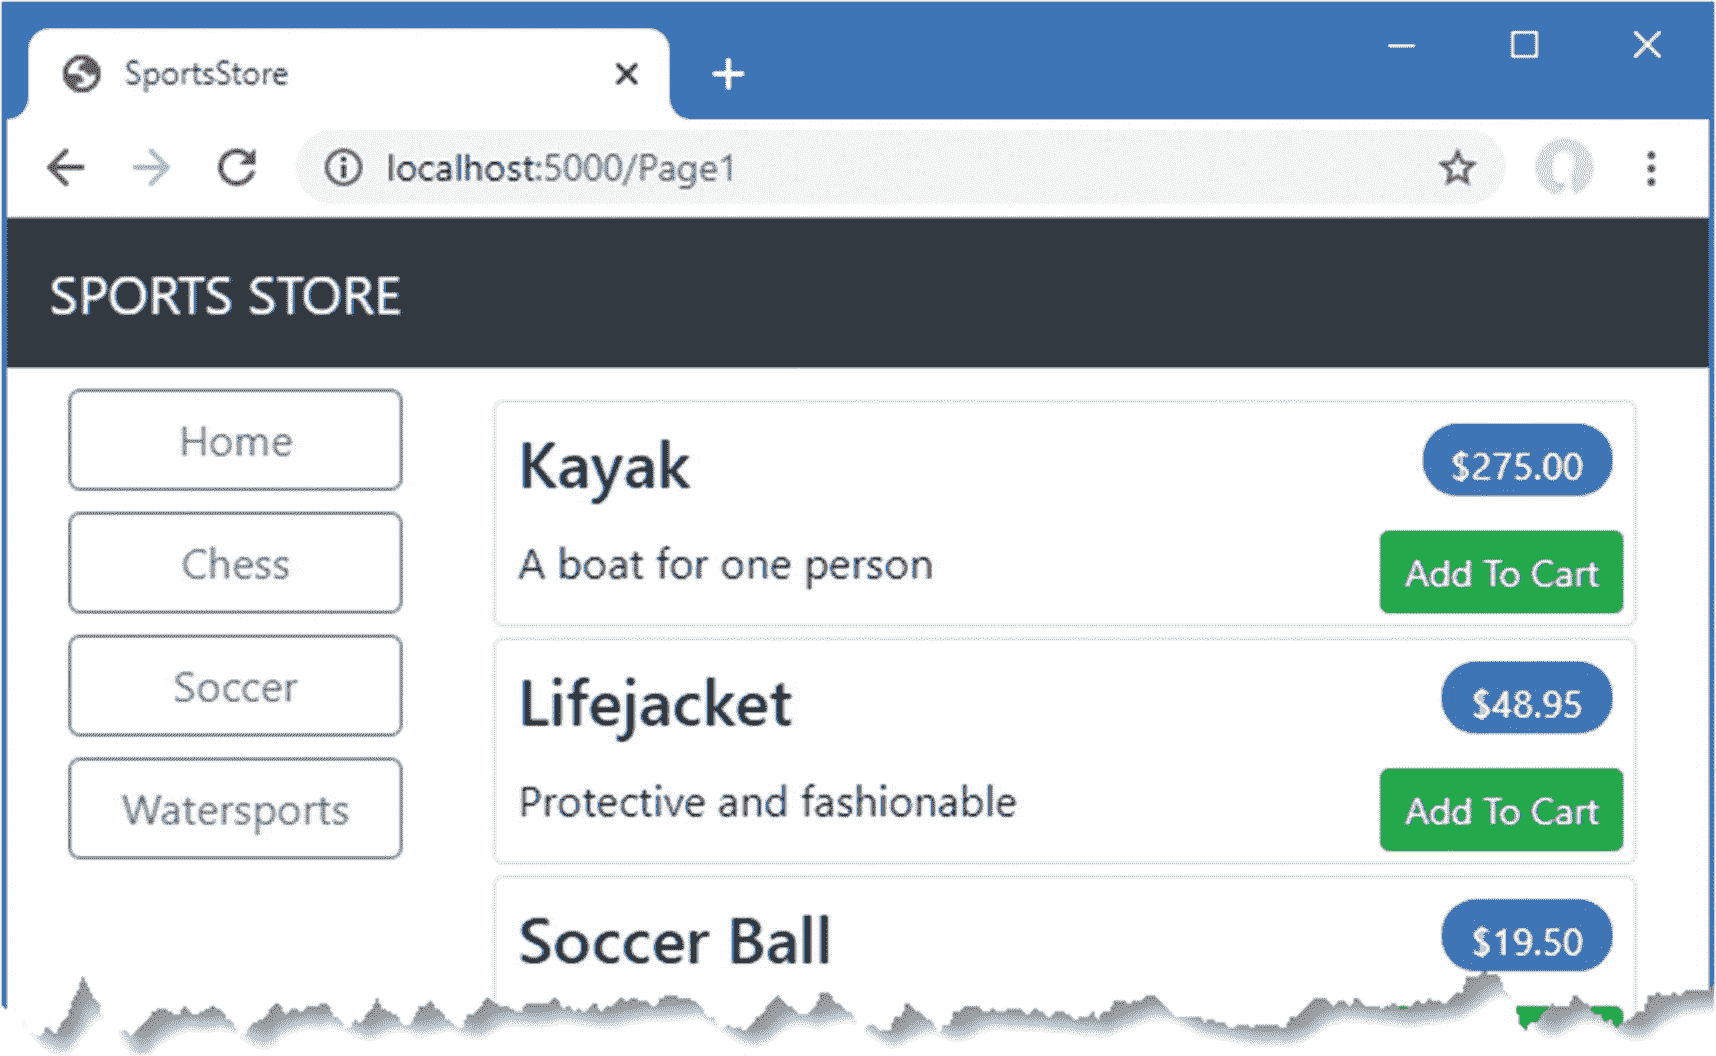 SportsStore
localhost:5000/Page1
SPORTS STORE
Home
Chess
Soccer
Watersports
Kayak
$275.00
A boat for one person
Add To Cart
Lifejacket
$48.95
Protective and fashionable
Add To Cart
Soccer Ball
$19.50